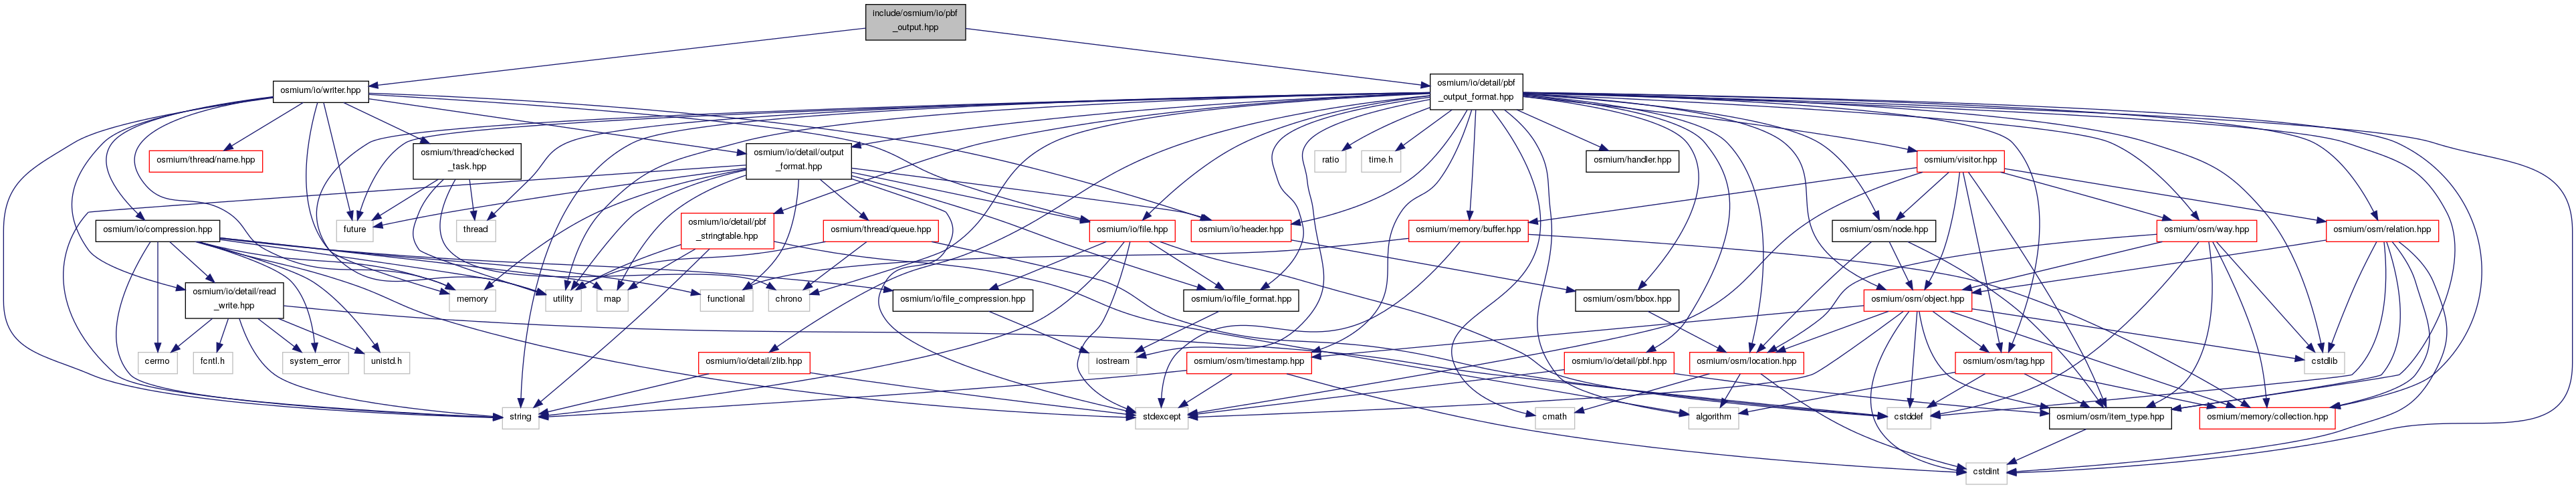 include/osmium/io/pbf
_output.hpp
osmium/io/writer.hpp
osmium/io/detail/pbf
_output_format.hpp
osmium/thread/name.hpp
osmium/thread/checked
_task.hpp
osmium/io/detail/output
_format.hpp
ratio
time.h
osmium/handler.hpp
osmium/visitor.hpp
osmium/io/compression.hpp
future
thread
osmium/io/detail/pbf
_stringtable.hpp
osmium/thread/queue.hpp
osmium/io/file.hpp
osmium/io/header.hpp
osmium/memory/buffer.hpp
osmium/osm/node.hpp
osmium/osm/way.hpp
osmium/osm/relation.hpp
osmium/io/detail/read
_write.hpp
memory
utility
map
functional
chrono
osmium/io/file_compression.hpp
osmium/io/file_format.hpp
osmium/osm/bbox.hpp
osmium/osm/object.hpp
cerrno
fcntl.h
system_error
unistd.h
osmium/io/detail/zlib.hpp
iostream
osmium/osm/timestamp.hpp
osmium/io/detail/pbf.hpp
osmium/osm/location.hpp
osmium/osm/tag.hpp
cstdlib
string
stdexcept
cmath
algorithm
cstddef
osmium/osm/item_type.hpp
osmium/memory/collection.hpp
cstdint